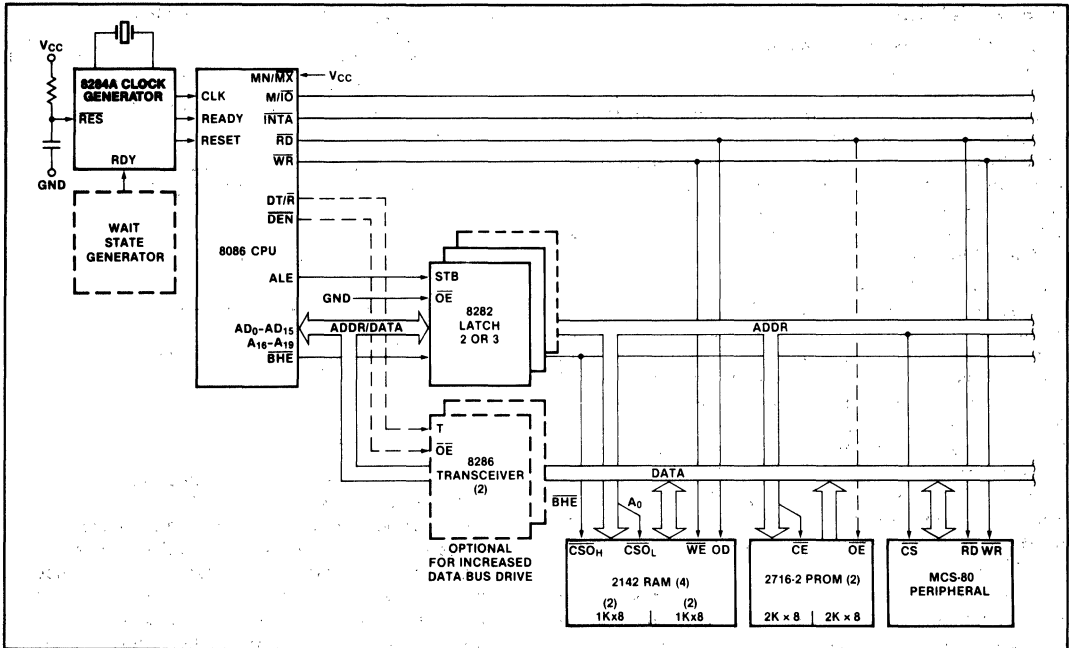 VCC
8284A CLOCK
GENERATOR
RES
RDY
GND
WAIT
STATE
GENERATOR
CLK
READY
RESET
8086 CPU
MN/MX
VCC
M/IO
INTA
RD
WR
DT/R
DEN
ALE
AD0-AD15
A16-A19
BHE
ADDR/DATA
GND
STB
OE
8282
LATCH
2 OR 3
ADDR
T
OE
8286
TRANSCEIVER
(2)
OPTIONAL
FOR INCREASED
DATA BUS DRIVE
DATA
BHE
A0
CSOH
CSOL
WE
OD
2142 RAM (4)
(2)
1Kx8
(2)
1Kx8
CE
OE
2716-2 PROM (2)
2K × 8
2K × 8
CS
RD
WR
MCS-80
PERIPHERAL